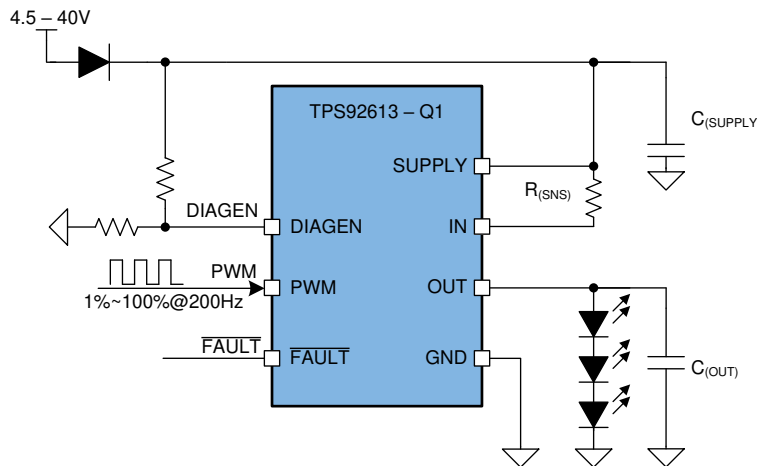 4.5 – 40V
TPS92613 – Q1
C(SUPPLY
SUPPLY
R(SNS)
DIAGEN
DIAGEN
IN
PWM
PWM
OUT
1%~100%@200Hz
FAULT
FAULT
GND
C(OUT)